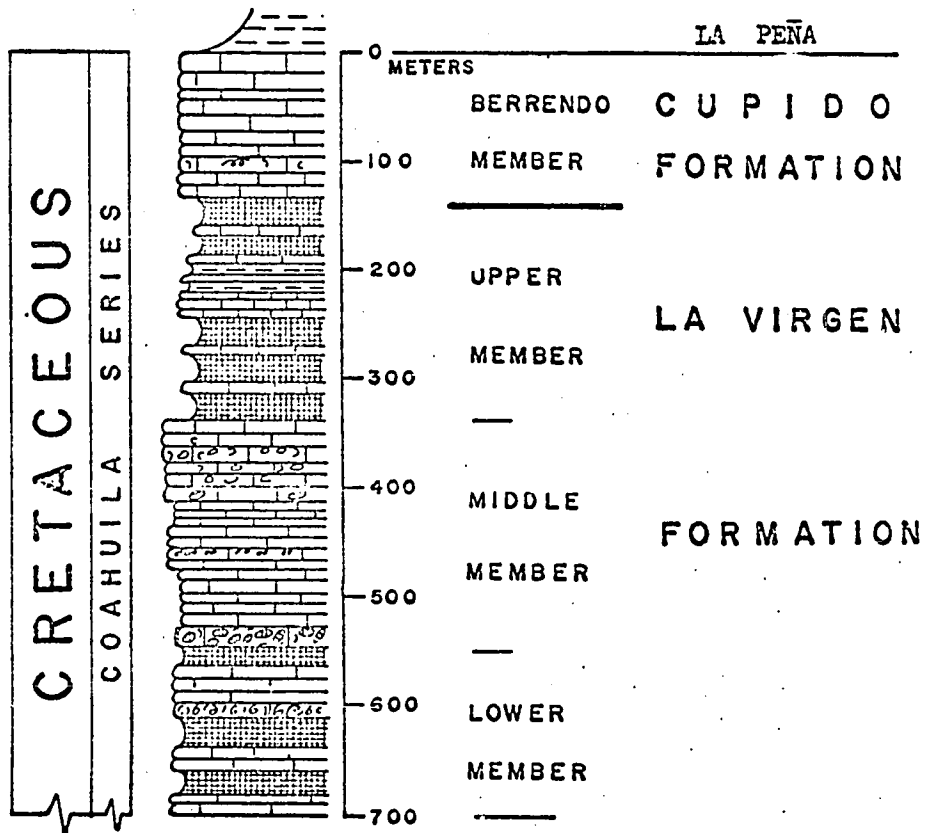 CRETACEOUS
COAHUILA SERIES
LA PEÑA
0
METERS
BERRENDO
CUPIDO
100
MEMBER
FORMATION
200
UPPER
LA VIRGEN
300
MEMBER
400
MIDDLE
FORMATION
MEMBER
500
600
LOWER
MEMBER
700